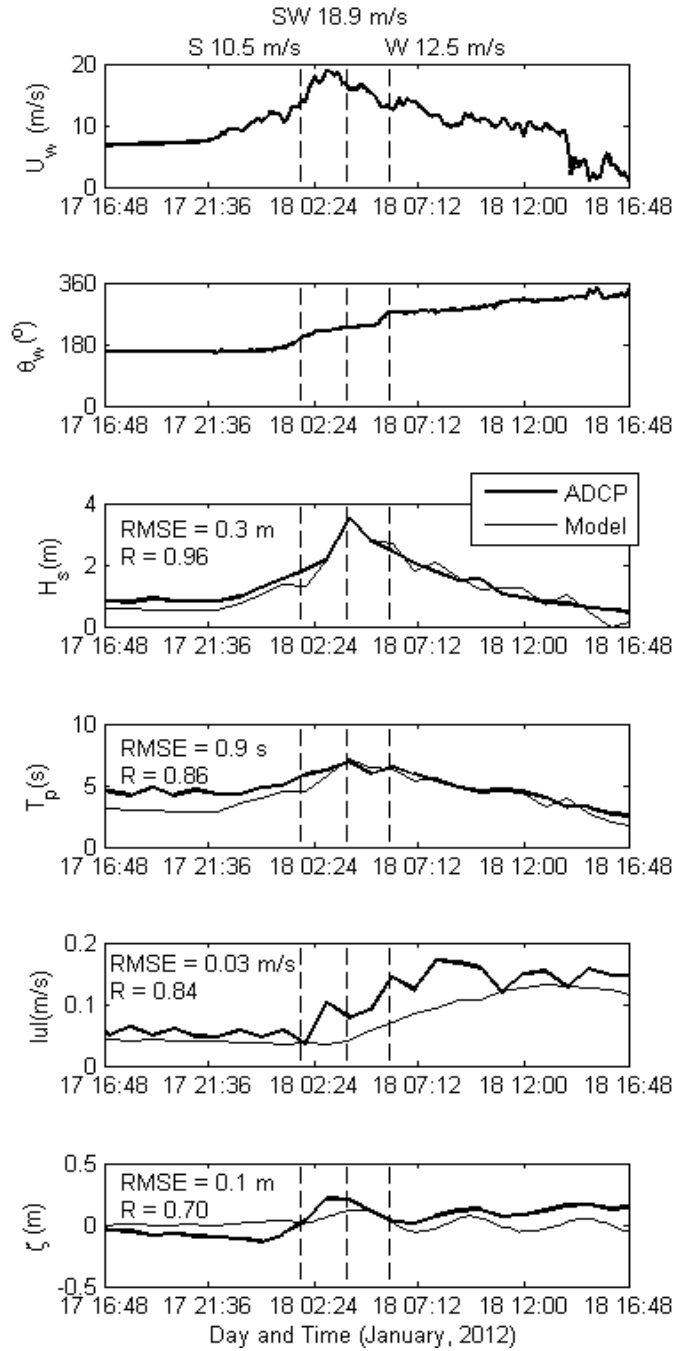 SW 18.9 m/s
S 10.5 m/s W 12.5 m/s
20
10
0
U_w (m/s)
17 16:48 17 21:36 18 02:24 18 07:12 18 12:00 18 16:48
360
180
0
θ_w(º)
17 16:48 17 21:36 18 02:24 18 07:12 18 12:00 18 16:48
ADCP
Model
4
2
0
H_s(m)
RMSE = 0.3 m
R = 0.96
17 16:48 17 21:36 18 02:24 18 07:12 18 12:00 18 16:48
10
5
0
T_p(s)
RMSE = 0.9 s
R = 0.86
17 16:48 17 21:36 18 02:24 18 07:12 18 12:00 18 16:48
0.2
0.1
0
|u|(m/s)
RMSE = 0.03 m/s
R = 0.84
17 16:48 17 21:36 18 02:24 18 07:12 18 12:00 18 16:48
0.5
0
-0.5
ζ (m)
RMSE = 0.1 m
R = 0.70
17 16:48 17 21:36 18 02:24 18 07:12 18 12:00 18 16:48
Day and Time (January, 2012)